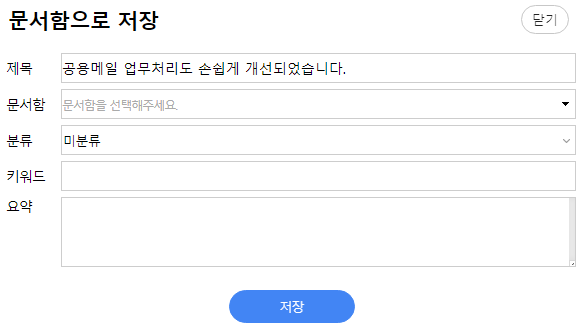 문서함으로 저장
닫기
제목 공용메일 업무처리도 손쉽게 개선되었습니다.
문서함 문서함을 선택해주세요.
분류 미분류
키워드
요약
저장